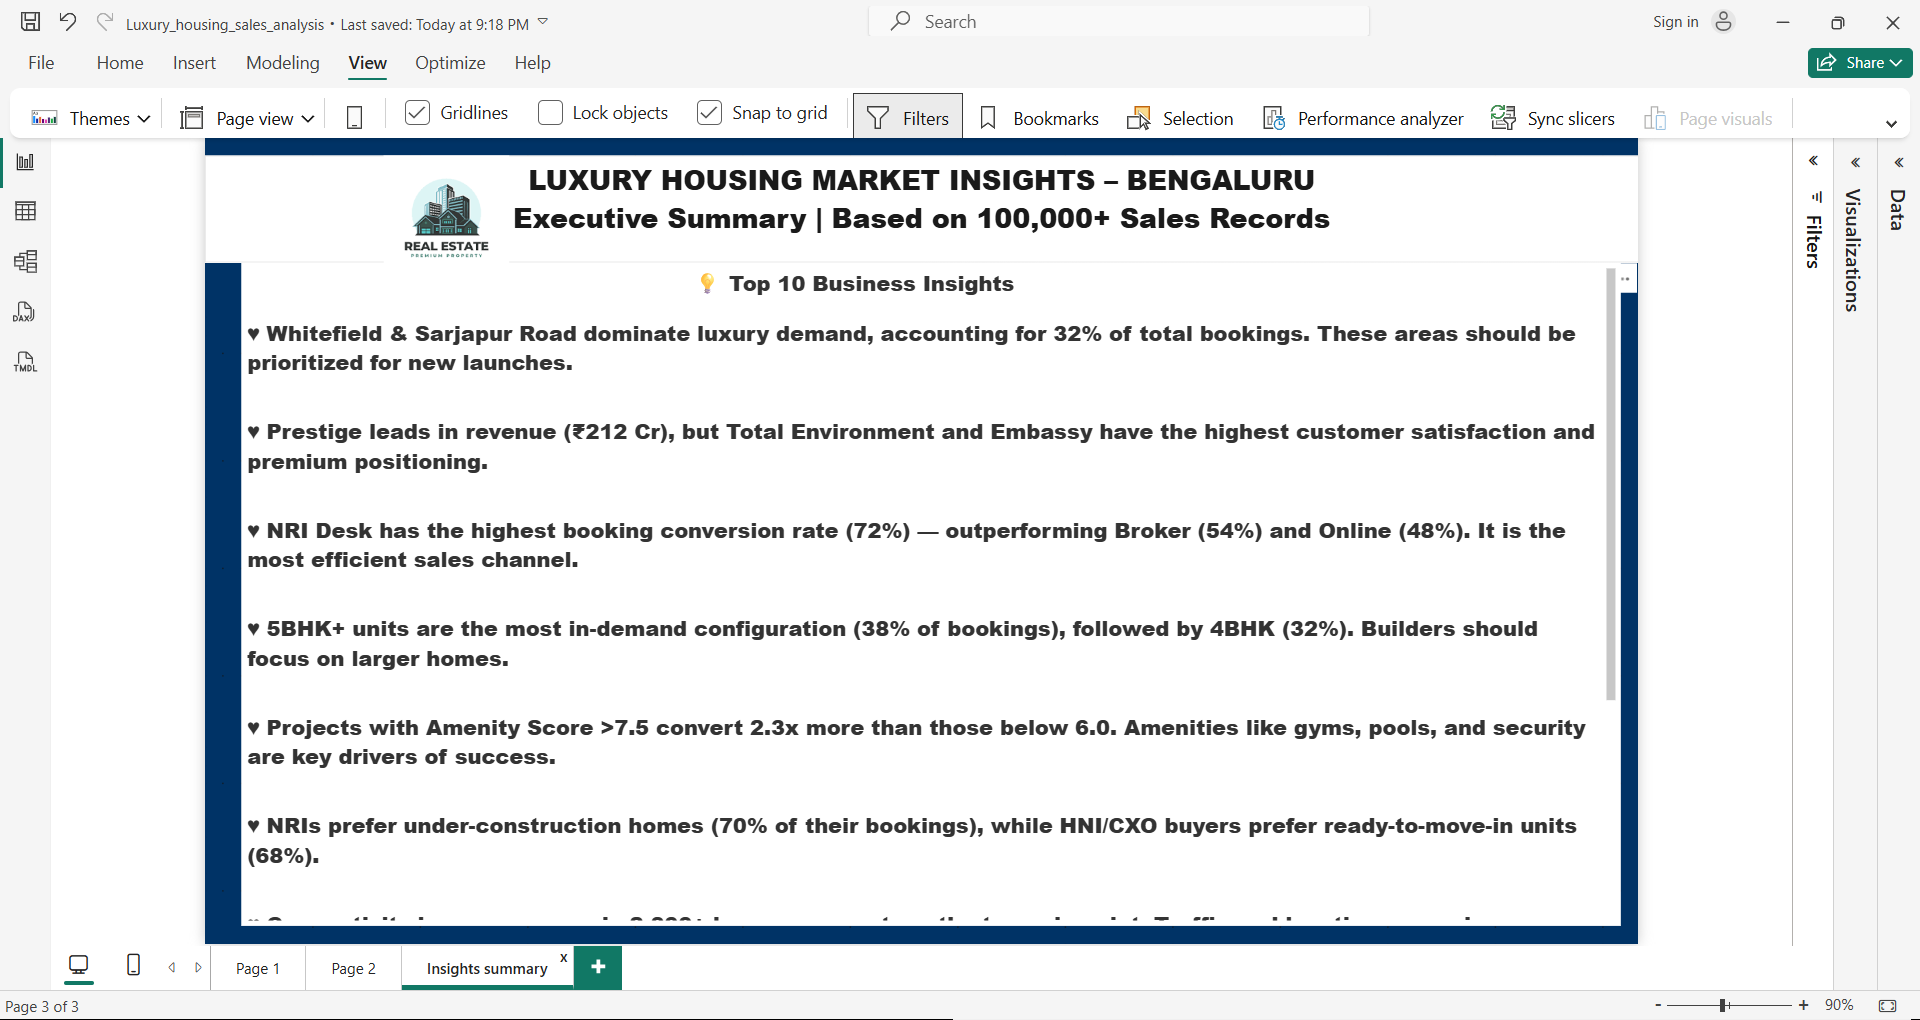 Luxury_housing_sales_analysis • Last saved: Today at 9:18 PM
Search
Sign in
File Home Insert Modeling View Optimize Help
Share
Themes Page view Gridlines Lock objects Snap to grid Filters Bookmarks Selection Performance analyzer Sync slicers Page visuals
DAX
TMDL
LUXURY HOUSING MARKET INSIGHTS – BENGALURU
Executive Summary | Based on 100,000+ Sales Records
REAL ESTATE
PREMIUM PROPERTY
💡 Top 10 Business Insights
♥ Whitefield & Sarjapur Road dominate luxury demand, accounting for 32% of total bookings. These areas should be
prioritized for new launches.
♥ Prestige leads in revenue (₹212 Cr), but Total Environment and Embassy have the highest customer satisfaction and
premium positioning.
♥ NRI Desk has the highest booking conversion rate (72%) — outperforming Broker (54%) and Online (48%). It is the
most efficient sales channel.
♥ 5BHK+ units are the most in-demand configuration (38% of bookings), followed by 4BHK (32%). Builders should
focus on larger homes.
♥ Projects with Amenity Score >7.5 convert 2.3x more than those below 6.0. Amenities like gyms, pools, and security
are key drivers of success.
♥ NRIs prefer under-construction homes (70% of their bookings), while HNI/CXO buyers prefer ready-to-move-in units
(68%).
Filters
Visualizations
Data
Page 1 Page 2 Insights summary x +
Page 3 of 3
- + 90%